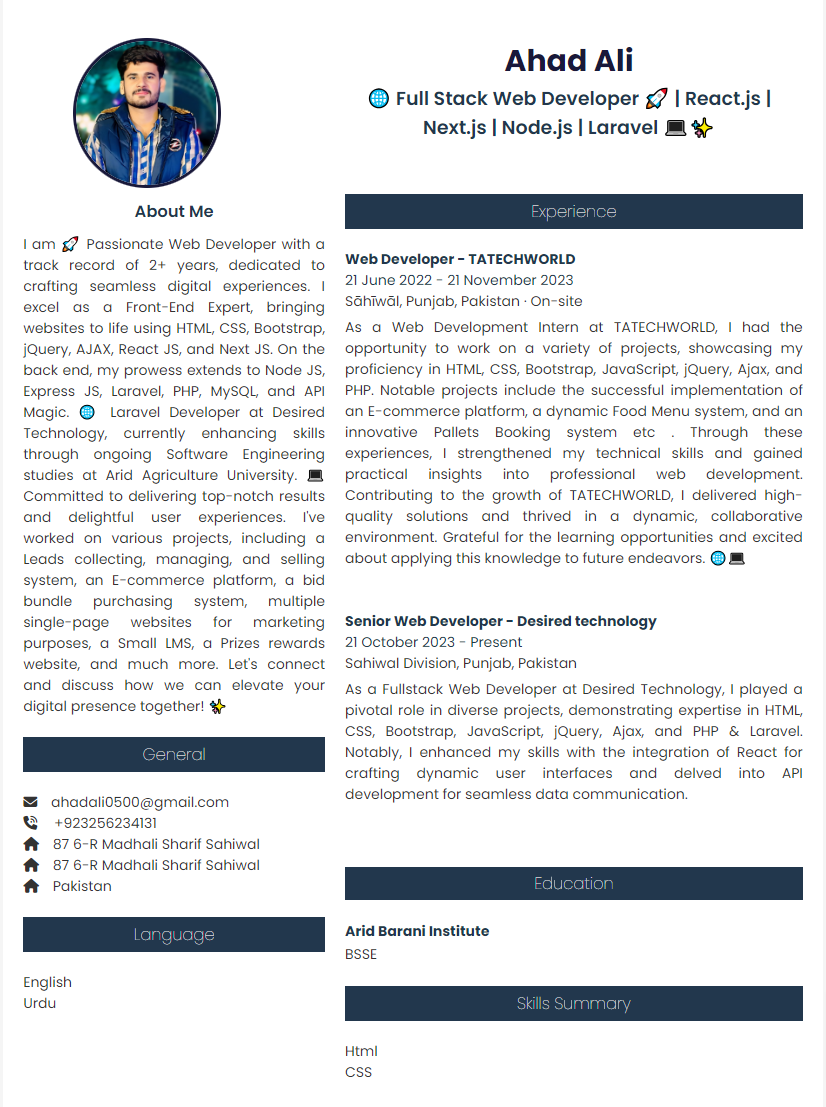 Ahad Ali
🌐 Full Stack Web Developer 🚀 | React.js |
Next.js | Node.js | Laravel 💻 ✨
About Me
I am 🚀 Passionate Web Developer with a
track record of 2+ years, dedicated to
crafting seamless digital experiences. I
excel as a Front-End Expert, bringing
websites to life using HTML, CSS, Bootstrap,
jQuery, AJAX, React JS, and Next JS. On the
back end, my prowess extends to Node JS,
Express JS, Laravel, PHP, MySQL, and API
Magic. 🌐 Laravel Developer at Desired
Technology, currently enhancing skills
through ongoing Software Engineering
studies at Arid Agriculture University. 💻
Committed to delivering top-notch results
and delightful user experiences. I've
worked on various projects, including a
Leads collecting, managing, and selling
system, an E-commerce platform, a bid
bundle purchasing system, multiple
single-page websites for marketing
purposes, a Small LMS, a Prizes rewards
website, and much more. Let's connect
and discuss how we can elevate your
digital presence together! ✨
General
ahadali0500@gmail.com
+923256234131
87 6-R Madhali Sharif Sahiwal
87 6-R Madhali Sharif Sahiwal
Pakistan
Language
English
Urdu
Experience
Web Developer - TATECHWORLD
21 June 2022 - 21 November 2023
Sāhīwāl, Punjab, Pakistan · On-site
As a Web Development Intern at TATECHWORLD, I had the
opportunity to work on a variety of projects, showcasing my
proficiency in HTML, CSS, Bootstrap, JavaScript, jQuery, Ajax, and
PHP. Notable projects include the successful implementation of
an E-commerce platform, a dynamic Food Menu system, and an
innovative Pallets Booking system etc . Through these
experiences, I strengthened my technical skills and gained
practical insights into professional web development.
Contributing to the growth of TATECHWORLD, I delivered high-
quality solutions and thrived in a dynamic, collaborative
environment. Grateful for the learning opportunities and excited
about applying this knowledge to future endeavors. 🌐 💻
Senior Web Developer - Desired technology
21 October 2023 - Present
Sahiwal Division, Punjab, Pakistan
As a Fullstack Web Developer at Desired Technology, I played a
pivotal role in diverse projects, demonstrating expertise in HTML,
CSS, Bootstrap, JavaScript, jQuery, Ajax, and PHP & Laravel.
Notably, I enhanced my skills with the integration of React for
crafting dynamic user interfaces and delved into API
development for seamless data communication.
Education
Arid Barani Institute
BSSE
Skills Summary
Html
CSS